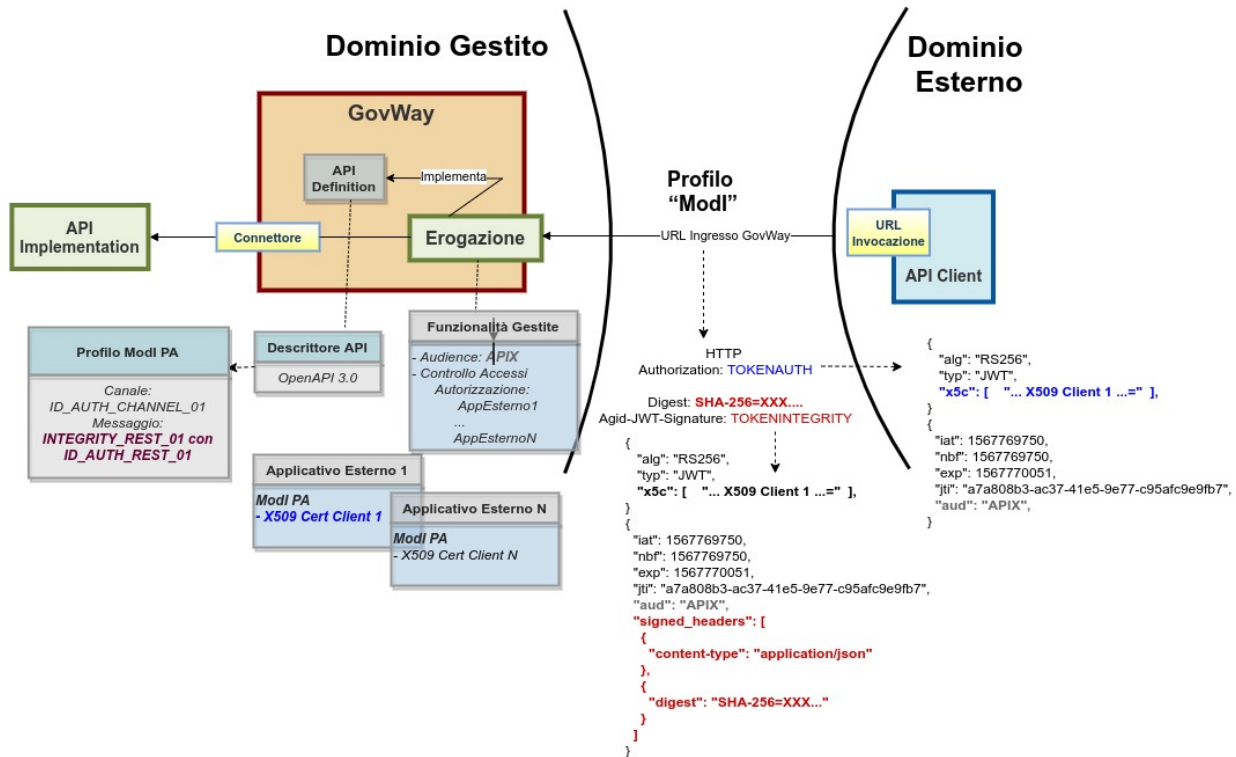 Dominio Gestito
Dominio
Esterno
GovWay
API
Definition
Implementa
Profilo
“ModI”
API
Implementation
Connettore
Erogazione
URL Ingresso GovWay
URL
Invocazione
API Client
Profilo ModI PA
Canale:
ID_AUTH_CHANNEL_01
Messaggio:
INTEGRITY_REST_01 con
ID_AUTH_REST_01
Descrittore API
OpenAPI 3.0
Funzionalità Gestite
- Audience: APIX
- Controllo Accessi
Autorizzazione:
AppEsterno1
...
AppEsternoN
Applicativo Esterno 1
ModI PA
- X509 Cert Client 1
Applicativo Esterno N
ModI PA
- X509 Cert Client N
HTTP
Authorization: TOKENAUTH
Digest: SHA-256=XXX....
Agid-JWT-Signature: TOKENINTEGRITY
{
"alg": "RS256",
"typ": "JWT",
"x5c": [ "... X509 Client 1 ...=" ],
}
{
"iat": 1567769750,
"nbf": 1567769750,
"exp": 1567770051,
"jti": "a7a808b3-ac37-41e5-9e77-c95afc9e9fb7",
"aud": "APIX",
"signed_headers": [
{
"content-type": "application/json"
},
{
"digest": "SHA-256=XXX..."
}
]
}
{
"alg": "RS256",
"typ": "JWT",
"x5c": [ "... X509 Client 1 ...=" ],
}
{
"iat": 1567769750,
"nbf": 1567769750,
"exp": 1567770051,
"jti": "a7a808b3-ac37-41e5-9e77-c95afc9e9fb7",
"aud": "APIX",
}